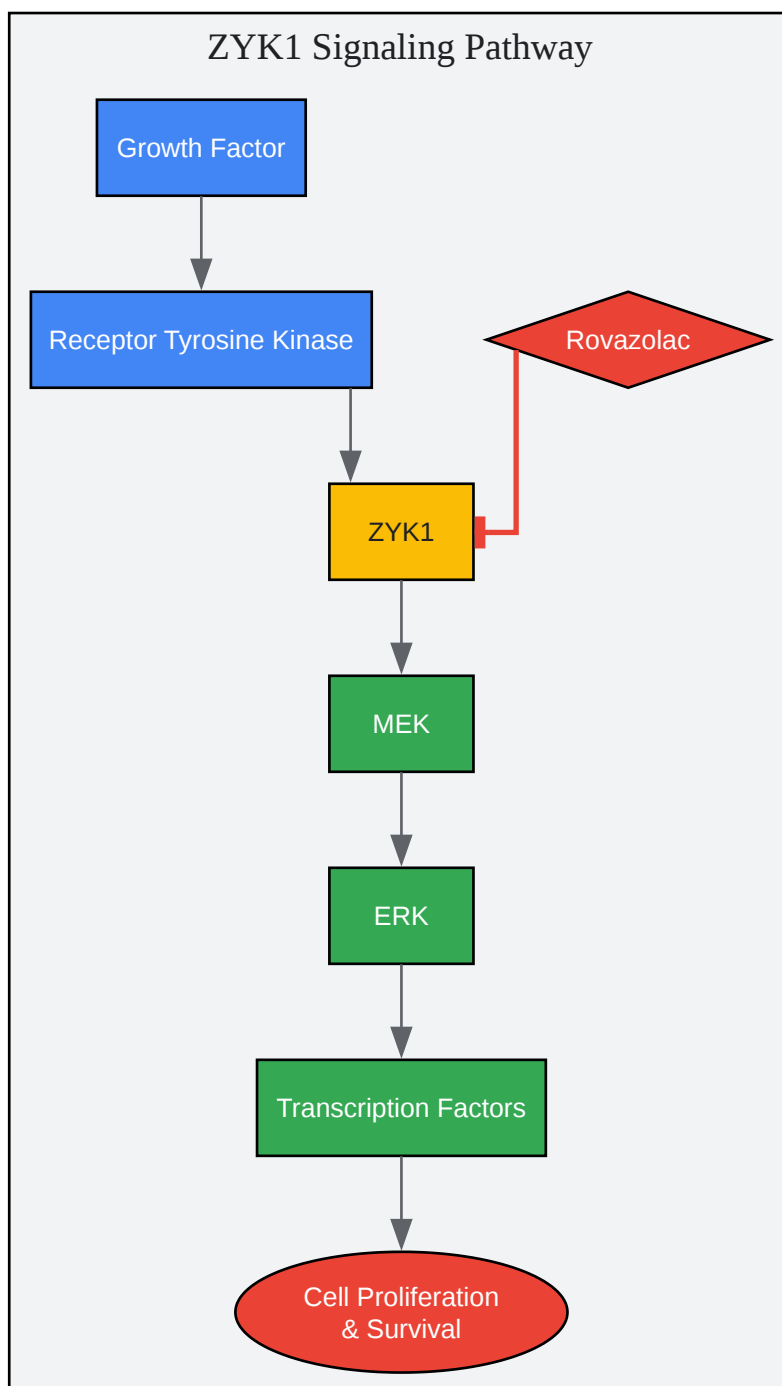 ZYK1 Signaling Pathway
Growth Factor
Receptor Tyrosine Kinase
Rovazolac
ZYK1
MEK
ERK
Transcription Factors
Cell Proliferation
& Survival